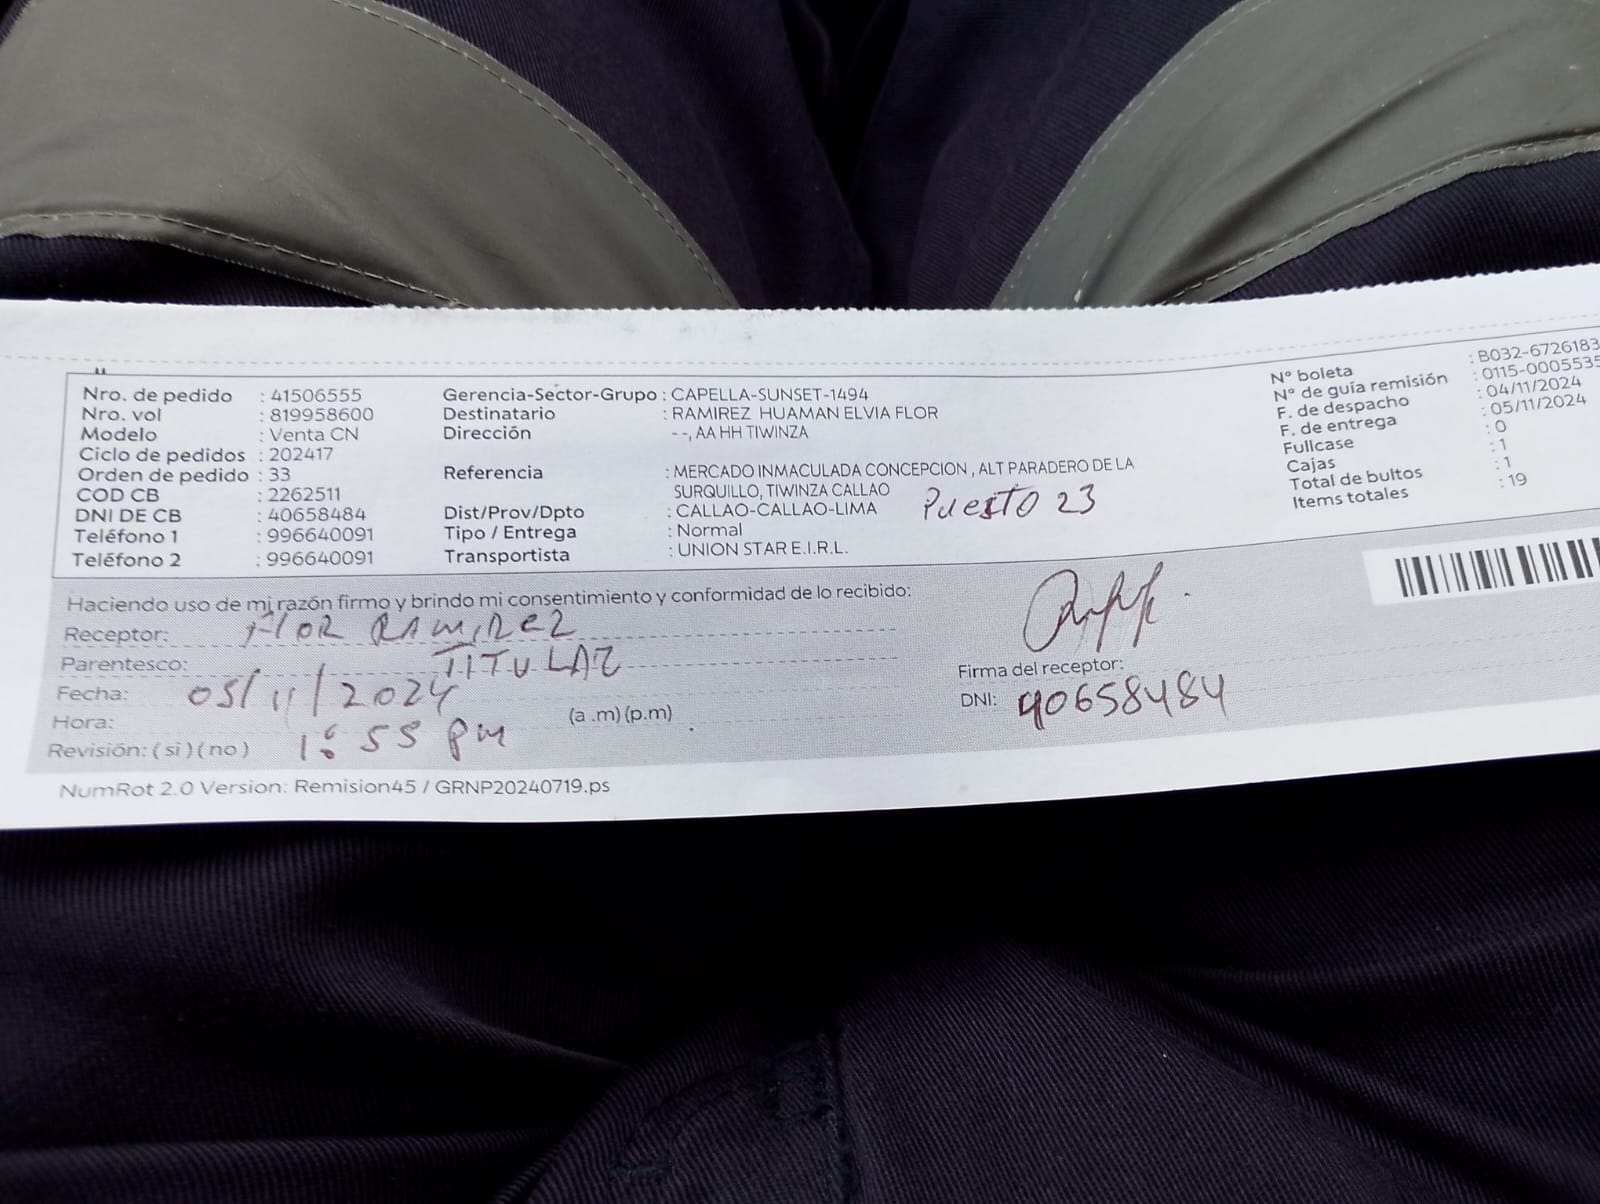 Nro. de pedido : 41506555
Nro. vol : 819958600
Modelo : Venta CN
Ciclo de pedidos : 202417
Orden de pedido : 33
COD CB : 2262511
DNI DE CB : 40658484
Teléfono 1 : 996640091
Teléfono 2 : 996640091
Gerencia-Sector-Grupo : CAPELLA-SUNSET-1494
Destinatario : RAMIREZ HUAMAN ELVIA FLOR
Dirección - -, AA HH TIWINZA
Referencia : MERCADO INMACULADA CONCEPCION , ALT PARADERO DE LA
SURQUILLO, TIWINZA CALLAO
Dist/Prov/Dpto : CALLAO-CALLAO-LIMA
Puesto 23
Tipo / Entrega : Normal
Transportista : UNION STAR E.I.R.L.
N° boleta : B032-6726183
N° de guía remisión : 0115-0005535
F. de despacho : 04/11/2024
F. de entrega : 05/11/2024
Fullcase : 0
Cajas : 1
Total de bultos : 1
Items totales : 19
Haciendo uso de mi razón firmo y brindo mi consentimiento y conformidad de lo recibido:
Receptor: Flor RAMIREZ
Parentesco: TITULAR
Fecha: 05/11/2024
Hora: 1:55 pm (a .m) (p.m)
Revisión: ( si ) ( no )
Firma del receptor:
DNI: 40658484
NumRot 2.0 Version: Remision45 / GRNP20240719.ps